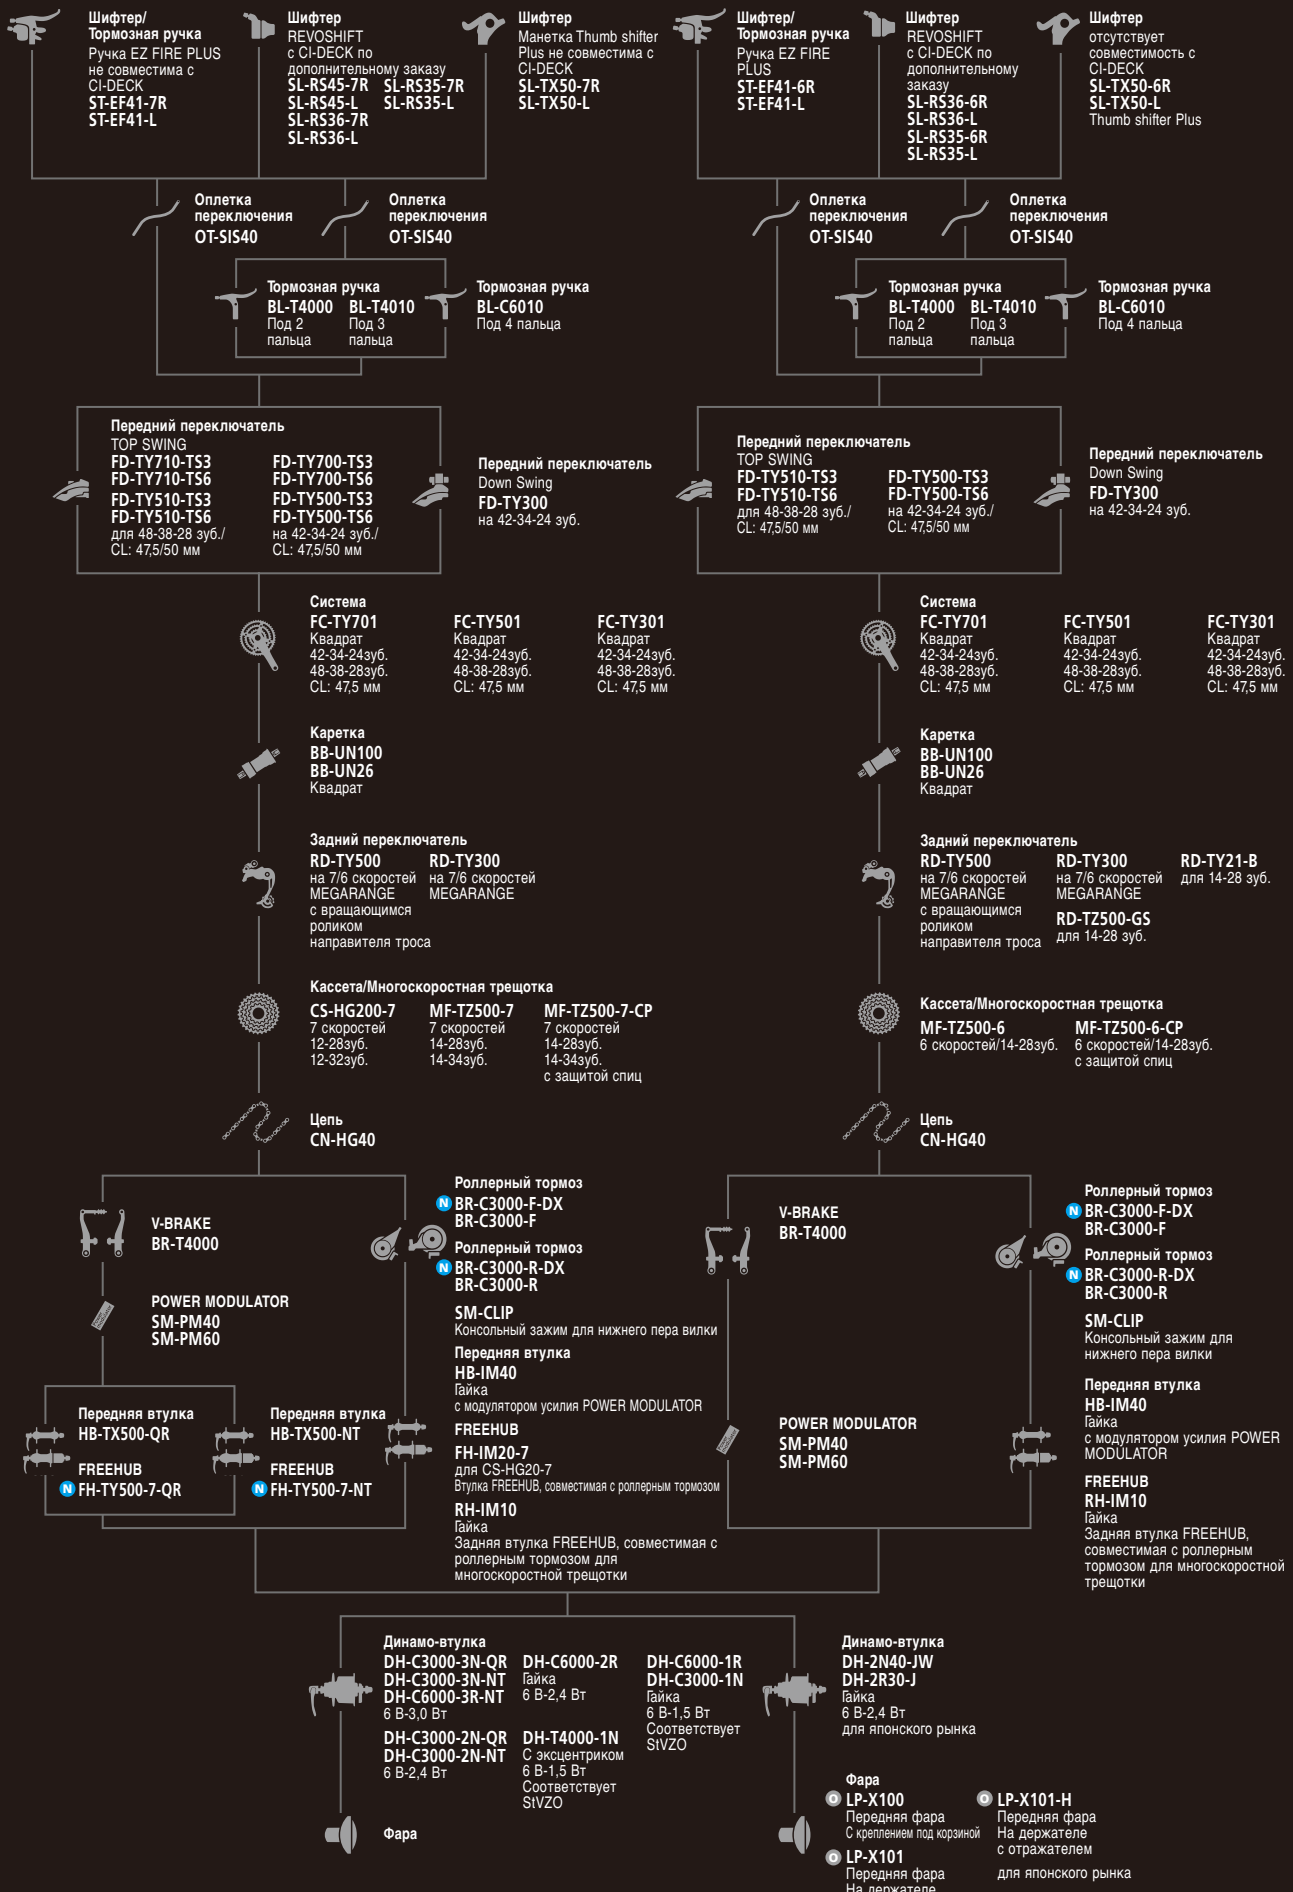 Шифтер/
Тормозная ручка
Ручка EZ FIRE PLUS
не совместима с
CI-DECK
ST-EF41-7R
ST-EF41-L
Шифтер
REVOSHIFT
с CI-DECK по
дополнительному заказу
SL-RS45-7R SL-RS35-7R
SL-RS45-L SL-RS35-L
SL-RS36-7R
SL-RS36-L
Шифтер
Манетка Thumb shifter
Plus не совместима с
CI-DECK
SL-TX50-7R
SL-TX50-L
Шифтер/
Тормозная ручка
Ручка EZ FIRE
PLUS
ST-EF41-6R
ST-EF41-L
Шифтер
REVOSHIFT
с CI-DECK по
дополнительному
заказу
SL-RS36-6R
SL-RS36-L
SL-RS35-6R
SL-RS35-L
Шифтер
отсутствует
совместимость с
CI-DECK
SL-TX50-6R
SL-TX50-L
Thumb shifter Plus
Оплетка
переключения
OT-SIS40
Оплетка
переключения
OT-SIS40
Оплетка
переключения
OT-SIS40
Оплетка
переключения
OT-SIS40
Тормозная ручка
BL-T4000 BL-T4010
Под 2 Под 3
пальца пальца
Тормозная ручка
BL-C6010
Под 4 пальца
Тормозная ручка
BL-T4000 BL-T4010
Под 2 Под 3
пальца пальца
Тормозная ручка
BL-C6010
Под 4 пальца
Передний переключатель
TOP SWING
FD-TY710-TS3 FD-TY700-TS3
FD-TY710-TS6 FD-TY700-TS6
FD-TY510-TS3 FD-TY500-TS3
FD-TY510-TS6 FD-TY500-TS6
для 48-38-28 зуб./ на 42-34-24 зуб./
CL: 47,5/50 мм CL: 47,5/50 мм
Передний переключатель
Down Swing
FD-TY300
на 42-34-24 зуб.
Передний переключатель
TOP SWING
FD-TY510-TS3 FD-TY500-TS3
FD-TY510-TS6 FD-TY500-TS6
для 48-38-28 зуб./ на 42-34-24 зуб./
CL: 47,5/50 мм CL: 47,5/50 мм
Передний переключатель
Down Swing
FD-TY300
на 42-34-24 зуб.
Система
FC-TY701 FC-TY501 FC-TY301
Квадрат Квадрат Квадрат
42-34-24зуб. 42-34-24зуб. 42-34-24зуб.
48-38-28зуб. 48-38-28зуб. 48-38-28зуб.
CL: 47,5 мм CL: 47,5 мм CL: 47,5 мм
Система
FC-TY701 FC-TY501 FC-TY301
Квадрат Квадрат Квадрат
42-34-24зуб. 42-34-24зуб. 42-34-24зуб.
48-38-28зуб. 48-38-28зуб. 48-38-28зуб.
CL: 47,5 мм CL: 47,5 мм CL: 47,5 мм
Каретка
BB-UN100
BB-UN26
Квадрат
Каретка
BB-UN100
BB-UN26
Квадрат
Задний переключатель
RD-TY500 RD-TY300
на 7/6 скоростей на 7/6 скоростей
MEGARANGE MEGARANGE
с вращающимся
роликом
направителя троса
Задний переключатель
RD-TY500 RD-TY300 RD-TY21-B
на 7/6 скоростей на 7/6 скоростей для 14-28 зуб.
MEGARANGE MEGARANGE
с вращающимся
роликом RD-TZ500-GS
направителя троса для 14-28 зуб.
Кассета/Многоскоростная трещотка
CS-HG200-7 MF-TZ500-7 MF-TZ500-7-CP
7 скоростей 7 скоростей 7 скоростей
12-28зуб. 14-28зуб. 14-28зуб.
12-32зуб. 14-34зуб. 14-34зуб.
с защитой спиц
Кассета/Многоскоростная трещотка
MF-TZ500-6 MF-TZ500-6-CP
6 скоростей/14-28зуб. 6 скоростей/14-28зуб.
с защитой спиц
Цепь
CN-HG40
Цепь
CN-HG40
V-BRAKE
BR-T4000
POWER MODULATOR
SM-PM40
SM-PM60
Передняя втулка
HB-TX500-QR
FREEHUB
N FH-TY500-7-QR
Передняя втулка
HB-TX500-NT
FREEHUB
N FH-TY500-7-NT
Роллерный тормоз
N BR-C3000-F-DX
BR-C3000-F
Роллерный тормоз
N BR-C3000-R-DX
BR-C3000-R
SM-CLIP
Консольный зажим для нижнего пера вилки
Передняя втулка
HB-IM40
Гайка
с модулятором усилия POWER MODULATOR
FREEHUB
FH-IM20-7
для CS-HG20-7
Втулка FREEHUB, совместимая с роллерным тормозом
RH-IM10
Гайка
Задняя втулка FREEHUB, совместимая с
роллерным тормозом для
многоскоростной трещотки
V-BRAKE
BR-T4000
POWER MODULATOR
SM-PM40
SM-PM60
Роллерный тормоз
N BR-C3000-F-DX
BR-C3000-F
Роллерный тормоз
N BR-C3000-R-DX
BR-C3000-R
SM-CLIP
Консольный зажим для
нижнего пера вилки
Передняя втулка
HB-IM40
Гайка
с модулятором усилия POWER
MODULATOR
FREEHUB
RH-IM10
Гайка
Задняя втулка FREEHUB,
совместимая с роллерным
тормозом для многоскоростной
трещотки
Динамо-втулка
DH-C3000-3N-QR DH-C6000-2R DH-C6000-1R
DH-C3000-3N-NT Гайка DH-C3000-1N
DH-C6000-3R-NT 6 В-2,4 Вт Гайка
6 В-3,0 Вт 6 В-1,5 Вт
Соответствует
StVZO
DH-C3000-2N-QR DH-T4000-1N
DH-C3000-2N-NT С эксцентриком
6 В-2,4 Вт 6 В-1,5 Вт
Соответствует
StVZO
Динамо-втулка
DH-2N40-JW
DH-2R30-J
Гайка
6 В-2,4 Вт
для японского рынка
Фара
Фара
O LP-X100
Передняя фара
С креплением под корзиной
O LP-X101
Передняя фара
На держателе
O LP-X101-H
Передняя фара
На держателе
с отражателем
для японского рынка